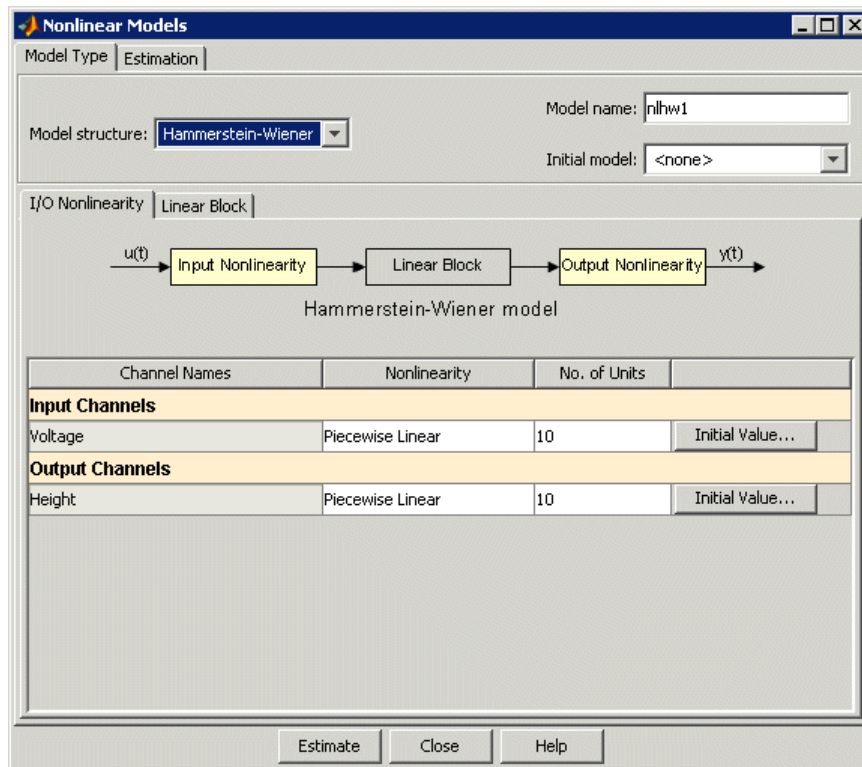 Nonlinear Models
Model Type Estimation
Model structure: Hammerstein-Wiener
Model name: nlhw1
Initial model: <none>
I/O Nonlinearity Linear Block
u(t) Input Nonlinearity Linear Block Output Nonlinearity y(t)
Hammerstein-Wiener model
Channel Names Nonlinearity No. of Units
Input Channels
Voltage Piecewise Linear 10 Initial Value...
Output Channels
Height Piecewise Linear 10 Initial Value...
Estimate Close Help